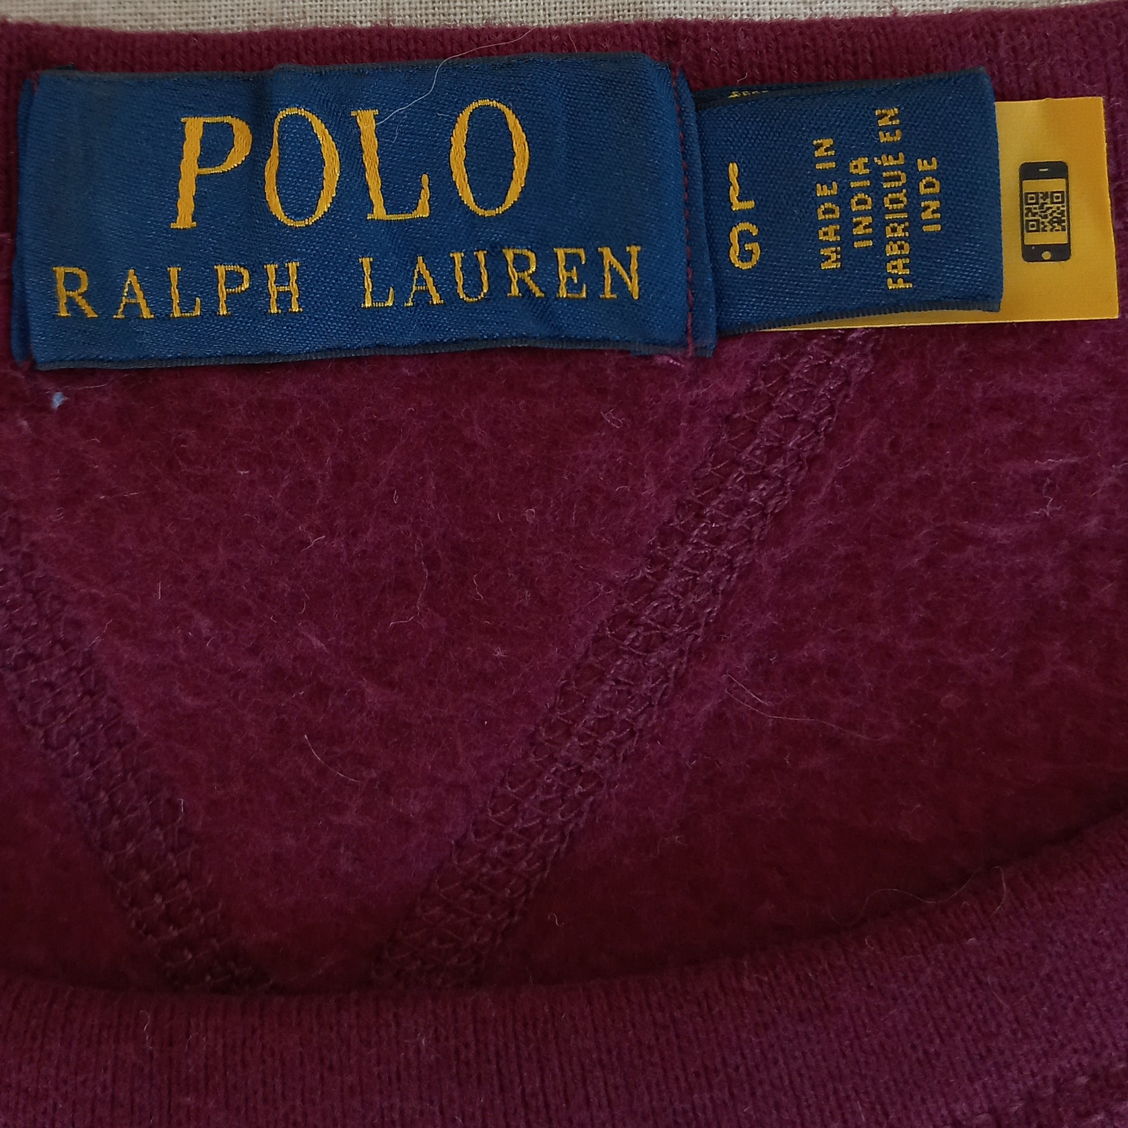 POLO
RALPH LAUREN
L
G
MADE IN
INDIA
FABRIQUÉ EN
INDE